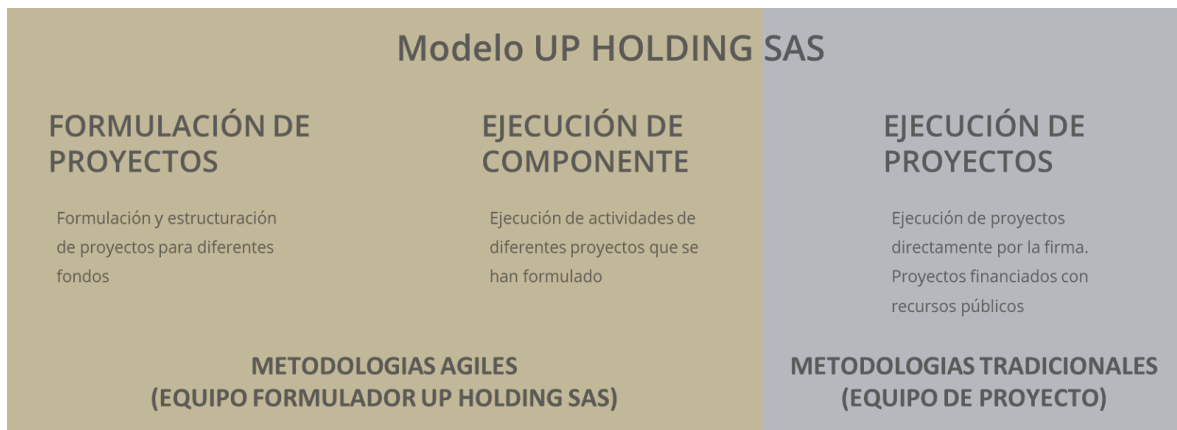 Modelo UP HOLDING SAS
FORMULACIÓN DE
PROYECTOS
Formulación y estructuración
de proyectos para diferentes
fondos
EJECUCIÓN DE
COMPONENTE
Ejecución de actividades de
diferentes proyectos que se
han formulado
EJECUCIÓN DE
PROYECTOS
Ejecución de proyectos
directamente por la firma.
Proyectos financiados con
recursos públicos
METODOLOGIAS AGILES
(EQUIPO FORMULADOR UP HOLDING SAS)
METODOLOGIAS TRADICIONALES
(EQUIPO DE PROYECTO)